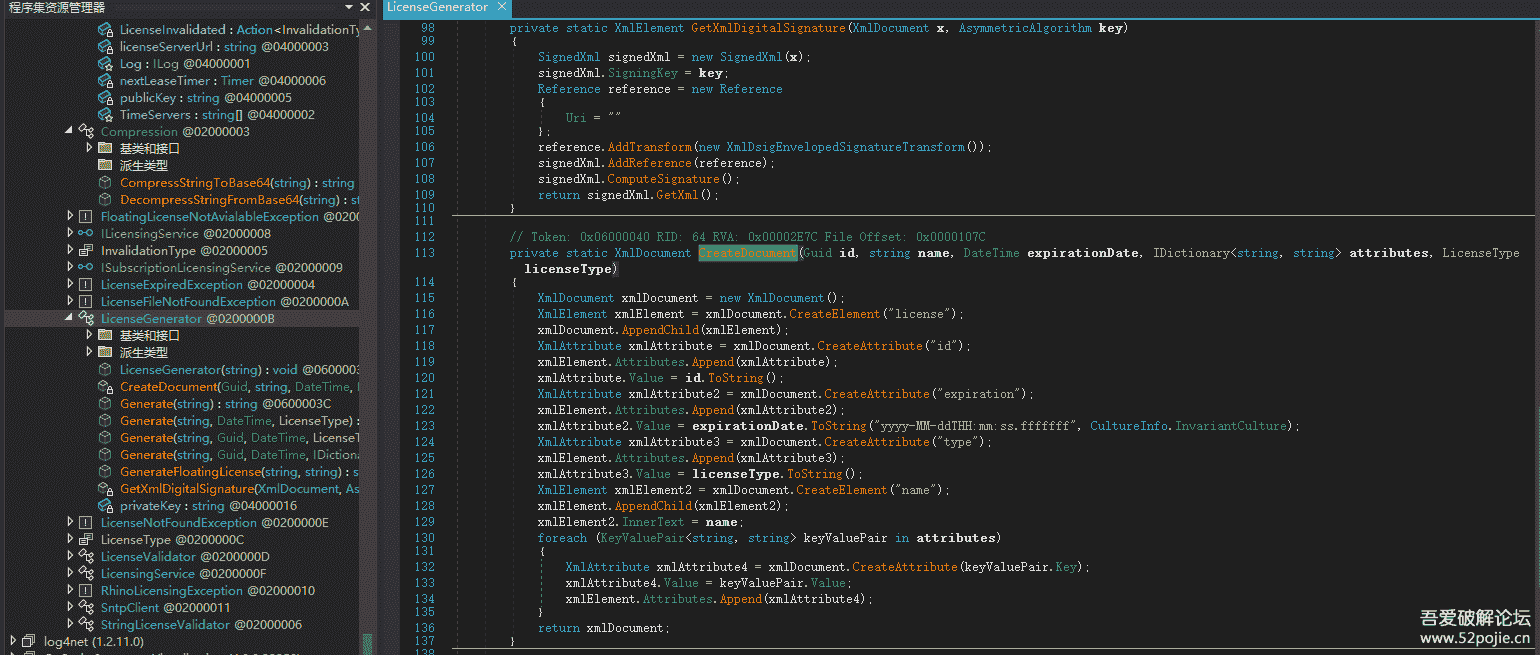 程序集资源管理器
LicenseInvalidated : Action<InvalidationTy
licenseServerUrl : string @04000003
Log : ILog @04000001
nextLeaseTimer : Timer @04000006
publicKey : string @04000005
TimeServers : string[] @04000002
Compression @02000003
基类和接口
派生类型
CompressStringToBase64(string) : string
DecompressStringFromBase64(string) : st
FloatingLicenseNotAvialableException @0200
ILicensingService @02000008
InvalidationType @02000005
ISubscriptionLicensingService @02000009
LicenseExpiredException @02000004
LicenseFileNotFoundException @0200000A
LicenseGenerator @0200000B
基类和接口
派生类型
LicenseGenerator(string) : void @0600003
CreateDocument(Guid, string, DateTime, I
Generate(string) : string @0600003C
Generate(string, DateTime, LicenseType) :
Generate(string, Guid, DateTime, LicenseT
Generate(string, Guid, DateTime, IDictiona
GenerateFloatingLicense(string, string) : s
GetXmlDigitalSignature(XmlDocument, As
privateKey : string @04000016
LicenseNotFoundException @0200000E
LicenseType @0200000C
LicenseValidator @0200000D
LicensingService @0200000F
RhinoLicensingException @02000010
SntpClient @02000011
StringLicenseValidator @02000006
log4net (1.2.11.0)
LicenseGenerator
98 private static XmlElement GetXmlDigitalSignature(XmlDocument x, AsymmetricAlgorithm key)
99 {
100 SignedXml signedXml = new SignedXml(x);
101 signedXml.SigningKey = key;
102 Reference reference = new Reference
103 {
104 Uri = ""
105 };
106 reference.AddTransform(new XmlDsigEnvelopedSignatureTransform());
107 signedXml.AddReference(reference);
108 signedXml.ComputeSignature();
109 return signedXml.GetXml();
110 }
111
112 // Token: 0x06000040 RID: 64 RVA: 0x00002E7C File Offset: 0x0000107C
113 private static XmlDocument CreateDocument(Guid id, string name, DateTime expirationDate, IDictionary<string, string> attributes, LicenseType
licenseType)
114 {
115 XmlDocument xmlDocument = new XmlDocument();
116 XmlElement xmlElement = xmlDocument.CreateElement("license");
117 xmlDocument.AppendChild(xmlElement);
118 XmlAttribute xmlAttribute = xmlDocument.CreateAttribute("id");
119 xmlElement.Attributes.Append(xmlAttribute);
120 xmlAttribute.Value = id.ToString();
121 XmlAttribute xmlAttribute2 = xmlDocument.CreateAttribute("expiration");
122 xmlElement.Attributes.Append(xmlAttribute2);
123 xmlAttribute2.Value = expirationDate.ToString("yyyy-MM-ddTHH:mm:ss.fffffff", CultureInfo.InvariantCulture);
124 XmlAttribute xmlAttribute3 = xmlDocument.CreateAttribute("type");
125 xmlElement.Attributes.Append(xmlAttribute3);
126 xmlAttribute3.Value = licenseType.ToString();
127 XmlElement xmlElement2 = xmlDocument.CreateElement("name");
128 xmlElement.AppendChild(xmlElement2);
129 xmlElement2.InnerText = name;
130 foreach (KeyValuePair<string, string> keyValuePair in attributes)
131 {
132 XmlAttribute xmlAttribute4 = xmlDocument.CreateAttribute(keyValuePair.Key);
133 xmlAttribute4.Value = keyValuePair.Value;
134 xmlElement.Attributes.Append(xmlAttribute4);
135 }
136 return xmlDocument;
137 }
138
吾爱破解论坛
www.52pojie.cn